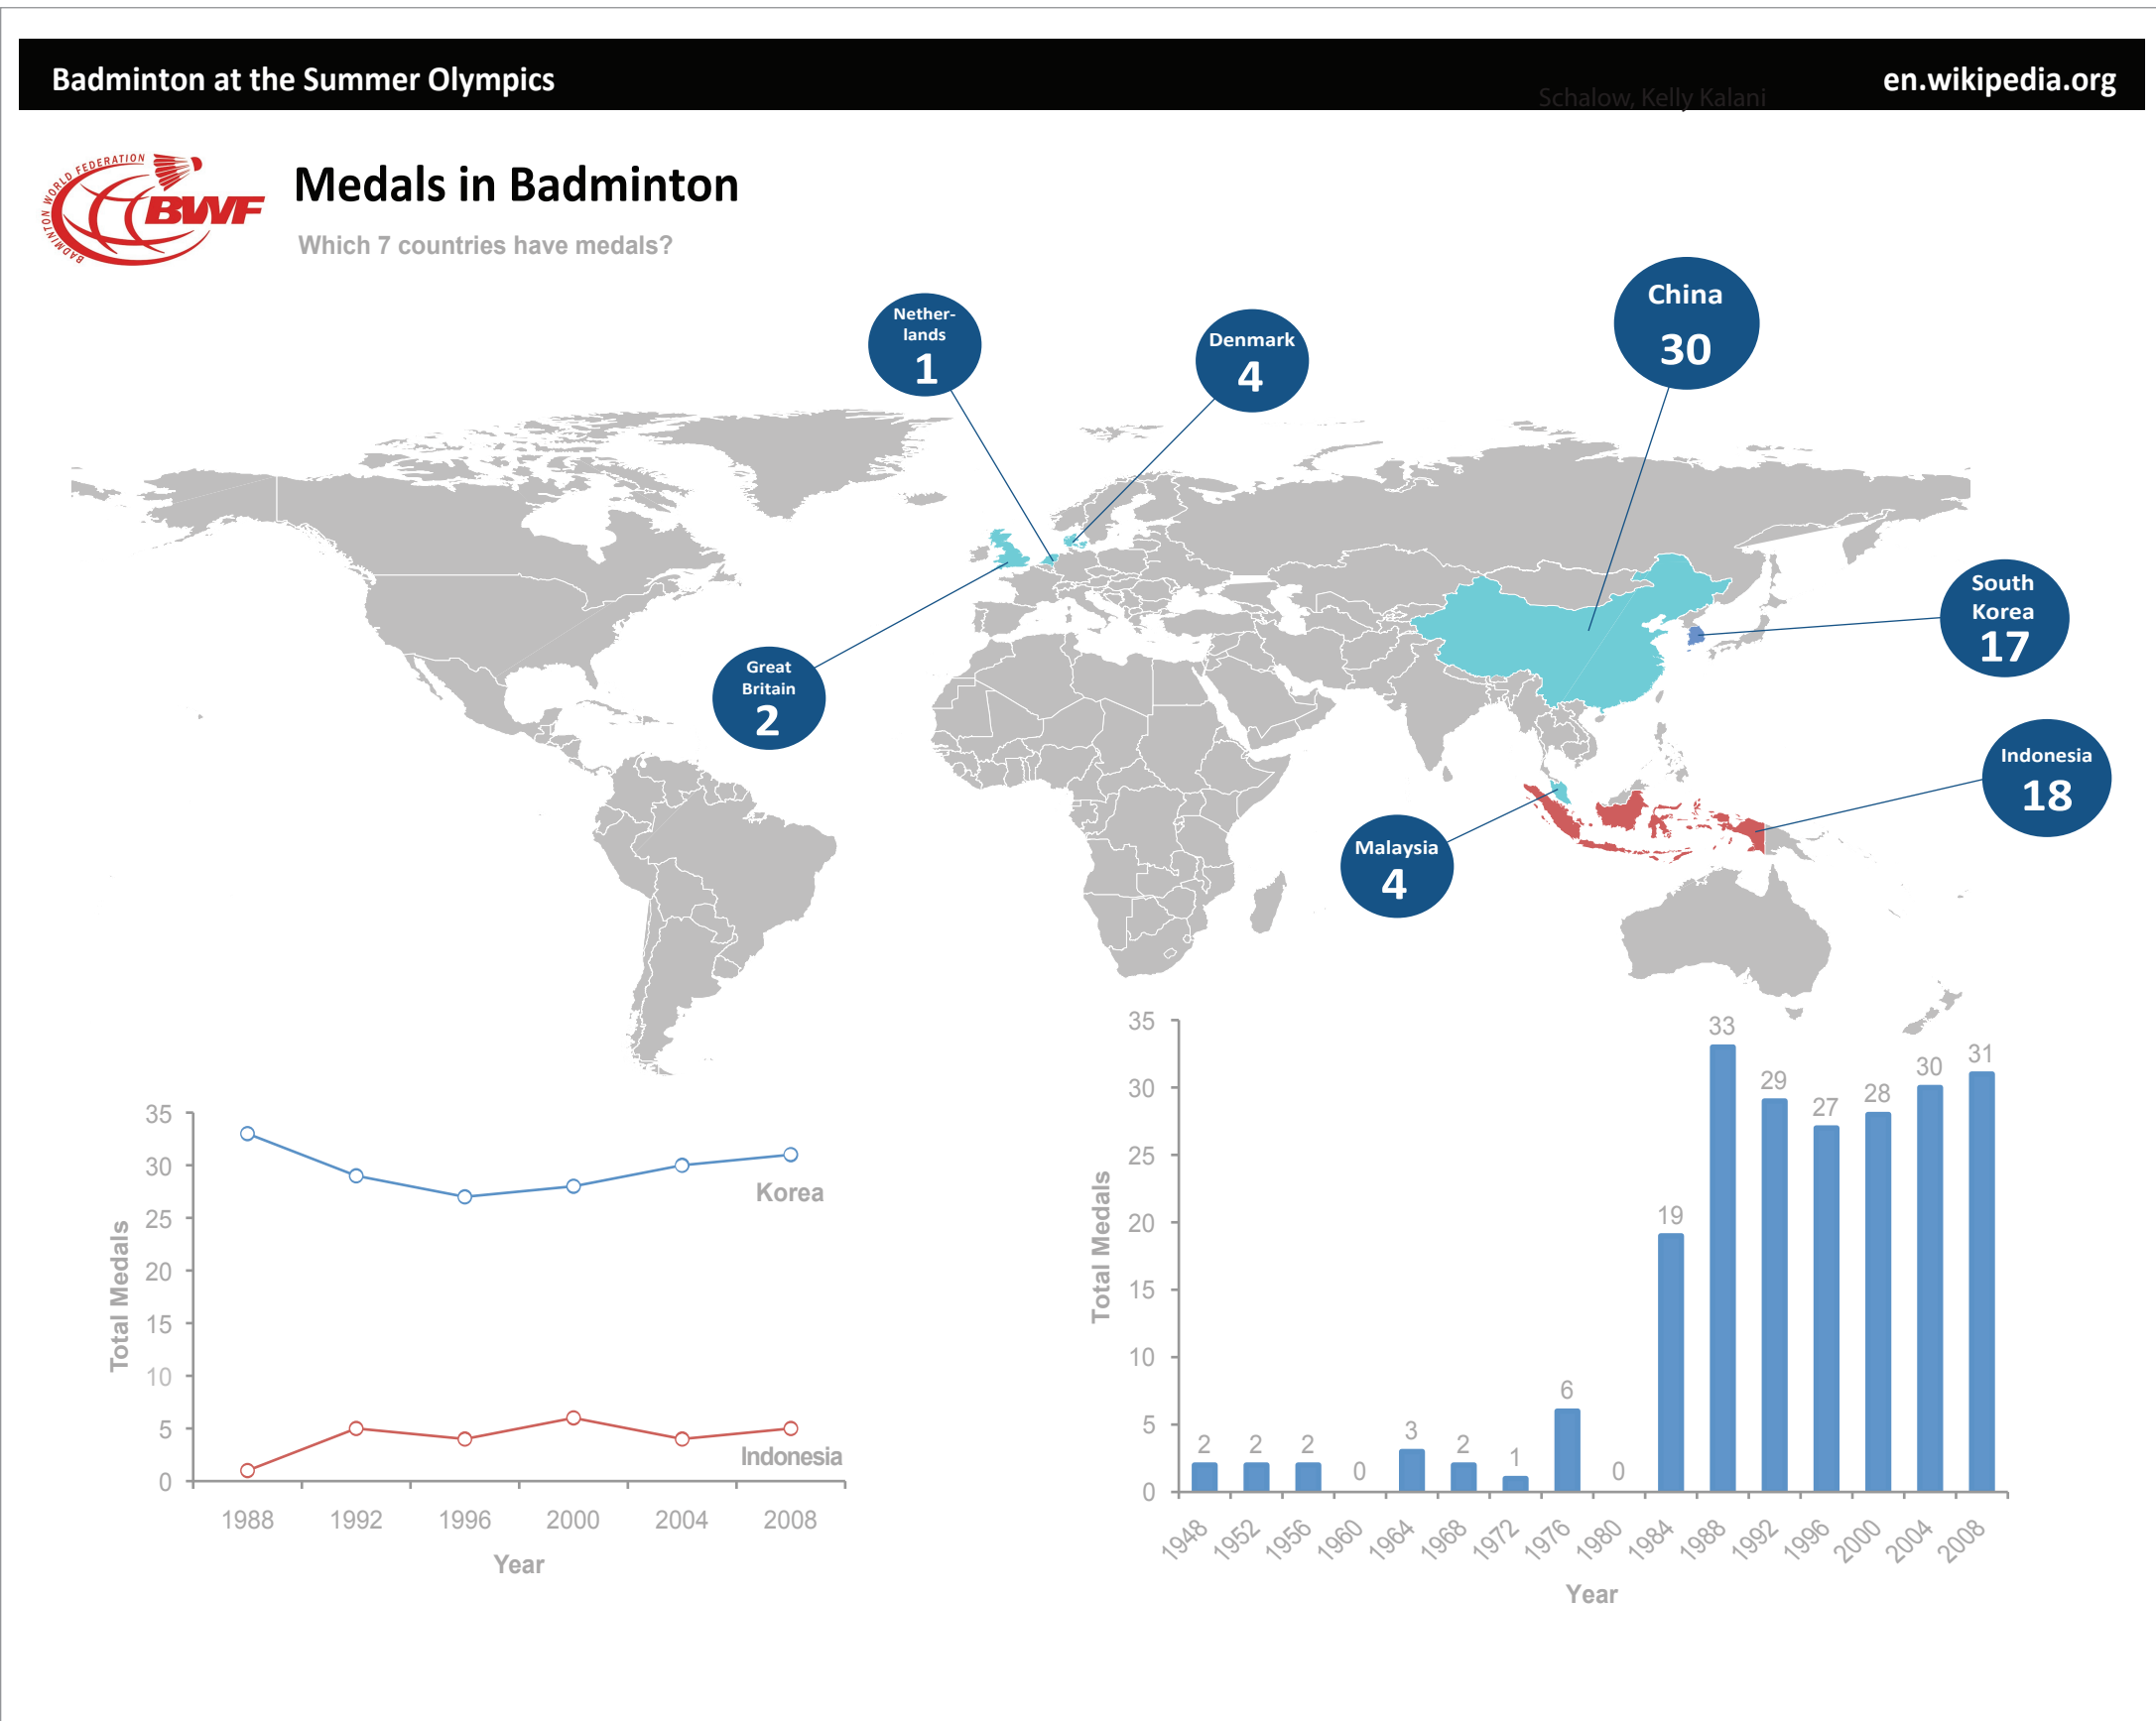 Badminton at the Summer Olympics
Schalow, Kelly Kalani
en.wikipedia.org
BADMINTON WORLD FEDERATION
BWF
Medals in Badminton
Which 7 countries have medals?
Nether-
lands
1
Denmark
4
China
30
South
Korea
17
Great
Britain
2
Indonesia
18
Malaysia
4
35
30
25
20
15
10
5
0
Total Medals
Korea
Indonesia
1988 1992 1996 2000 2004 2008
Year
35
30
25
20
15
10
5
0
Total Medals
2 2 2 0 3 2 1 6 0 19 33 29 27 28 30 31
1948 1952 1956 1960 1964 1968 1972 1976 1980 1984 1988 1992 1996 2000 2004 2008
Year